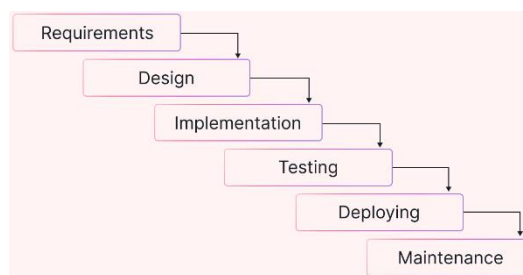 Requirements
Design
Implementation
Testing
Deploying
Maintenance